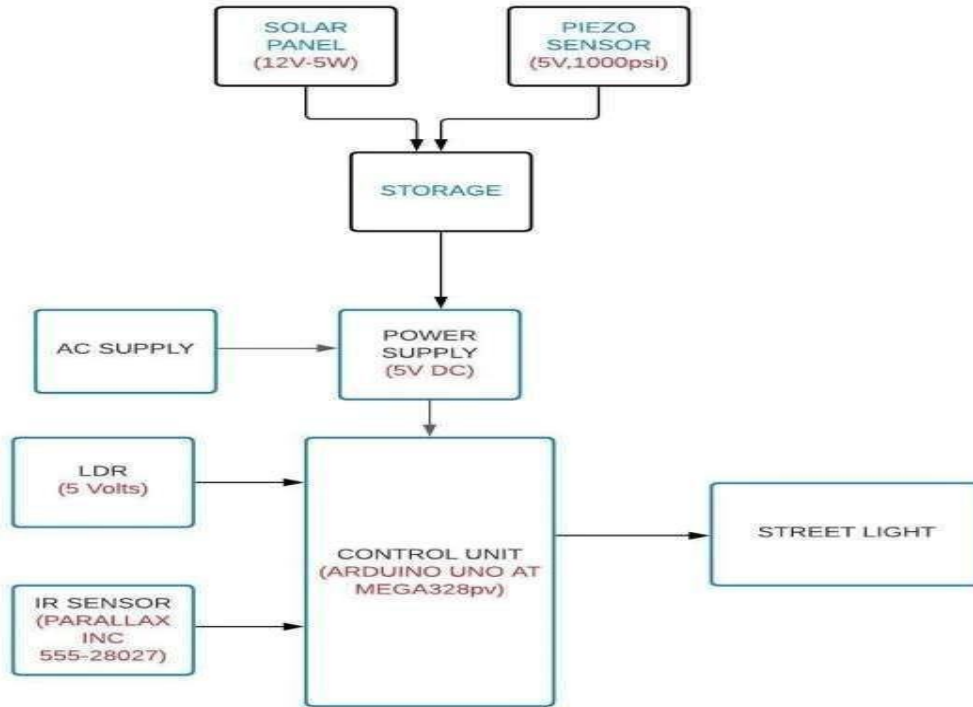 SOLAR
PANEL
(12V-5W)
PIEZO
SENSOR
(5V,1000psi)
STORAGE
AC SUPPLY
POWER
SUPPLY
(5V DC)
LDR
(5 Volts)
CONTROL UNIT
(ARDUINO UNO AT
MEGA328pv)
STREET LIGHT
IR SENSOR
(PARALLAX
INC
555-28027)